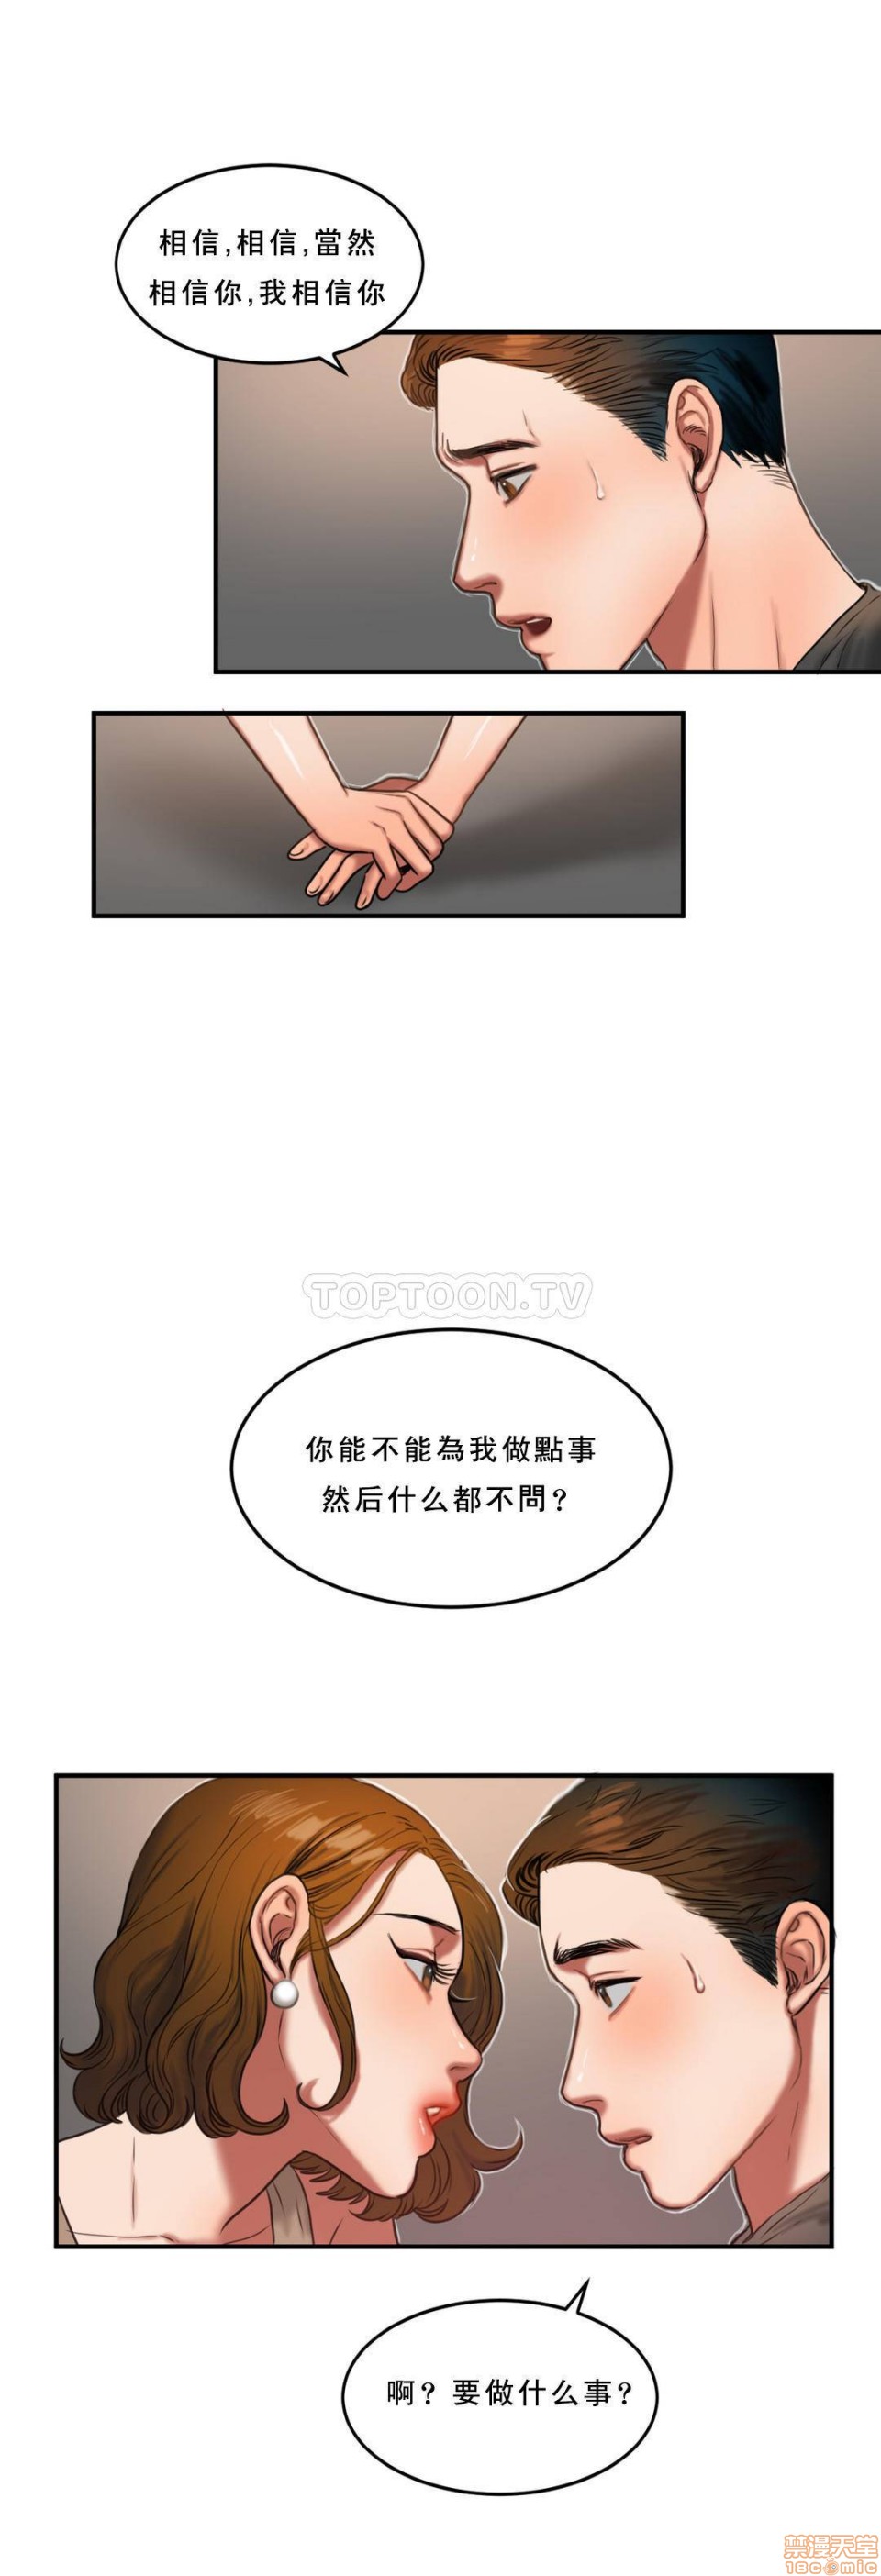 相信,相信,當然
相信你,我相信你
TOPTOON.TV
你能不能為我做點事
然后什么都不問?
啊? 要做什么事?
禁漫天堂
18comic